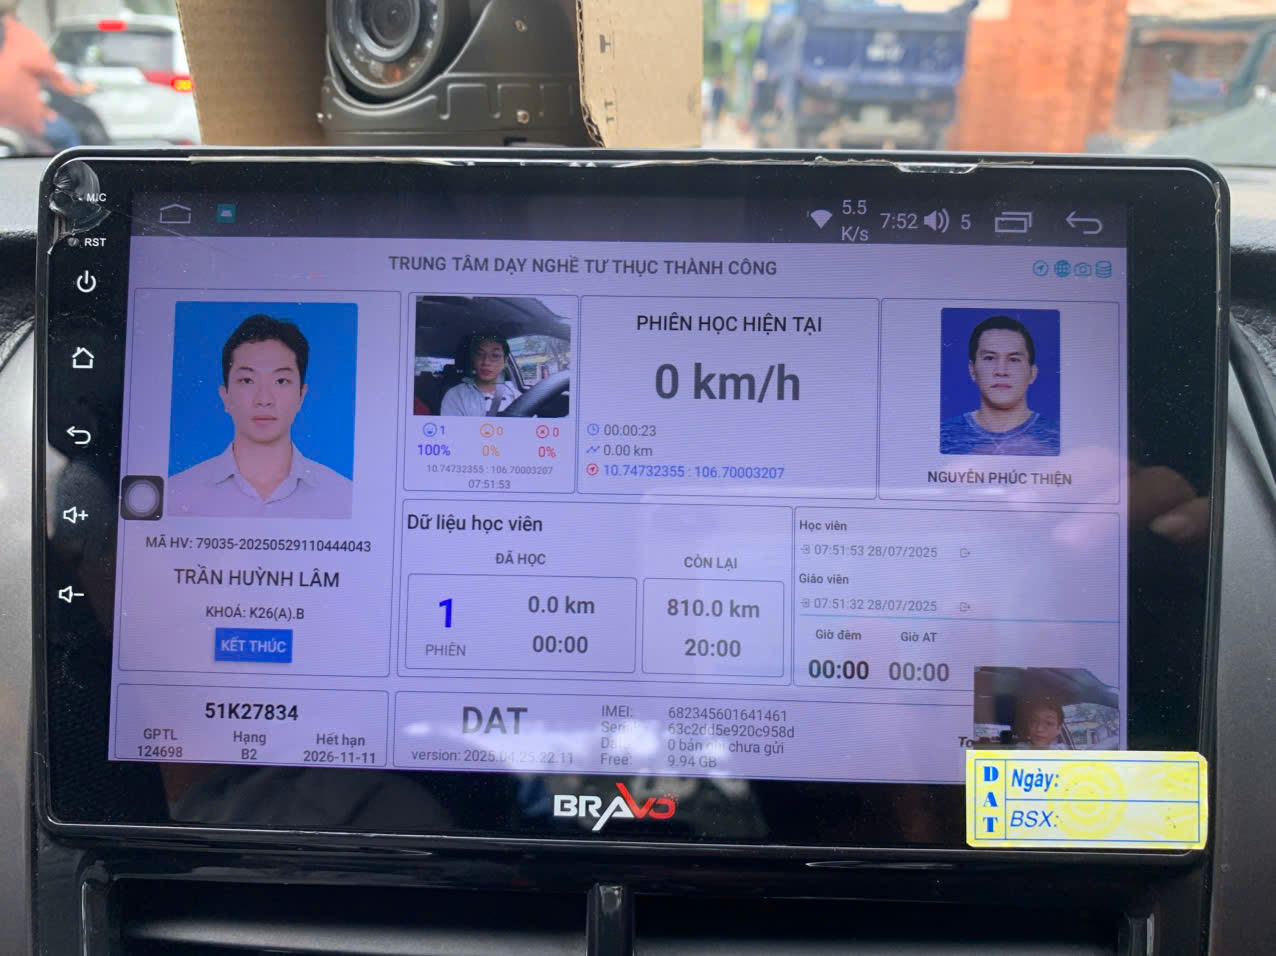 MIC
RST
5.5
K/s
7:52
5
TRUNG TÂM DẠY NGHỀ TƯ THỤC THÀNH CÔNG
MÃ HV: 79035-20250529110444043
TRẦN HUỲNH LÂM
KHOÁ: K26(A).B
KẾT THÚC
1 0 0
100% 0% 0%
10.74732355 : 106.70003207
07:51:53
PHIÊN HỌC HIỆN TẠI
0 km/h
00:00:23
0.00 km
10.74732355 : 106.70003207
NGUYỄN PHÚC THIỆN
Dữ liệu học viên
ĐÃ HỌC
1
PHIÊN
0.0 km
00:00
CÒN LẠI
810.0 km
20:00
Học viên
07:51:53 28/07/2025
Giáo viên
07:51:32 28/07/2025
Giờ đêm Giờ AT
00:00 00:00
51K27834
GPTL Hạng Hết hạn
124698 B2 2026-11-11
DAT
version: 2025.04.25.22.11
IMEI: 682345601641461
63c2dd5e920c958d
0 bản ghi chưa gửi
Free: 9.94 GB
BRAVO
DAT
Ngày:
BSX: